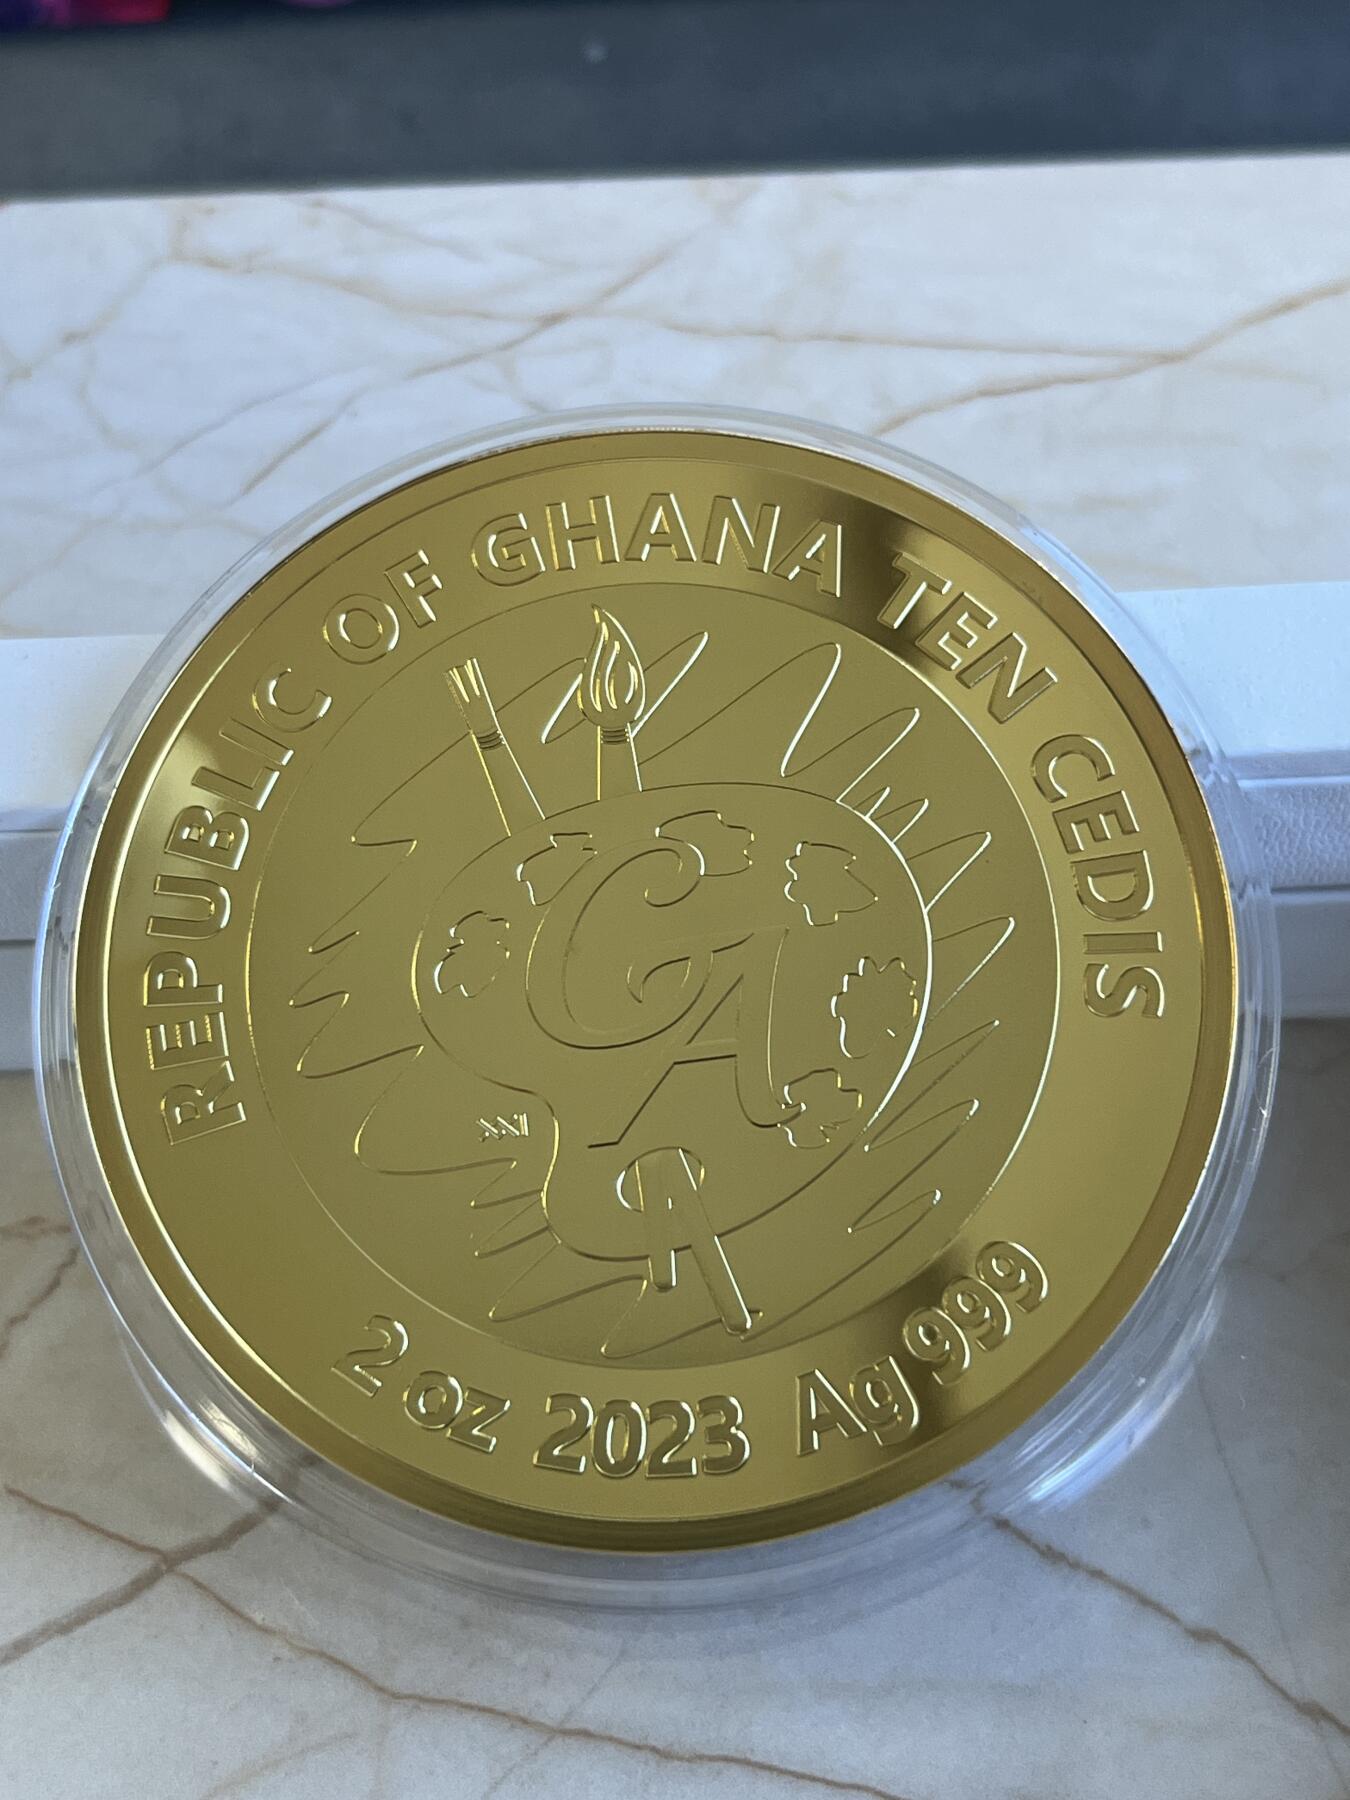 REPUBLIC OF GHANA TEN CEDIS
GA
2 oz 2023 Ag 999